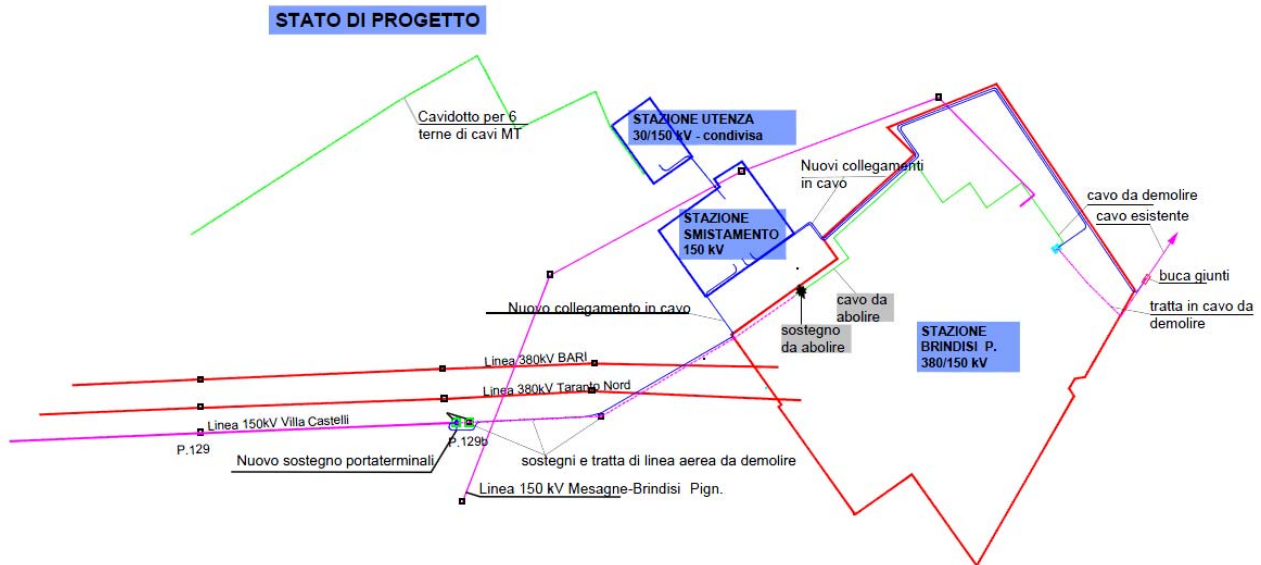 STATO DI PROGETTO
Cavidotto per 6
terne di cavi MT
STAZIONE UTENZA
30/150 kV - condivisa
Nuovi collegamenti
in cavo
cavo da demolire
cavo esistente
STAZIONE
SMISTAMENTO
150 kV
buca giunti
tratta in cavo da
demolire
Nuovo collegamento in cavo
cavo da
abolire
sostegno
da abolire
STAZIONE
BRINDISI P.
380/150 kV
Linea 380kV BARI
Linea 380kV Taranto Nord
Linea 150kV Villa Castelli
P.129
P.129b
Nuovo sostegno portaterminali
sostegni e tratta di linea aerea da demolire
Linea 150 kV Mesagne-Brindisi Pign.